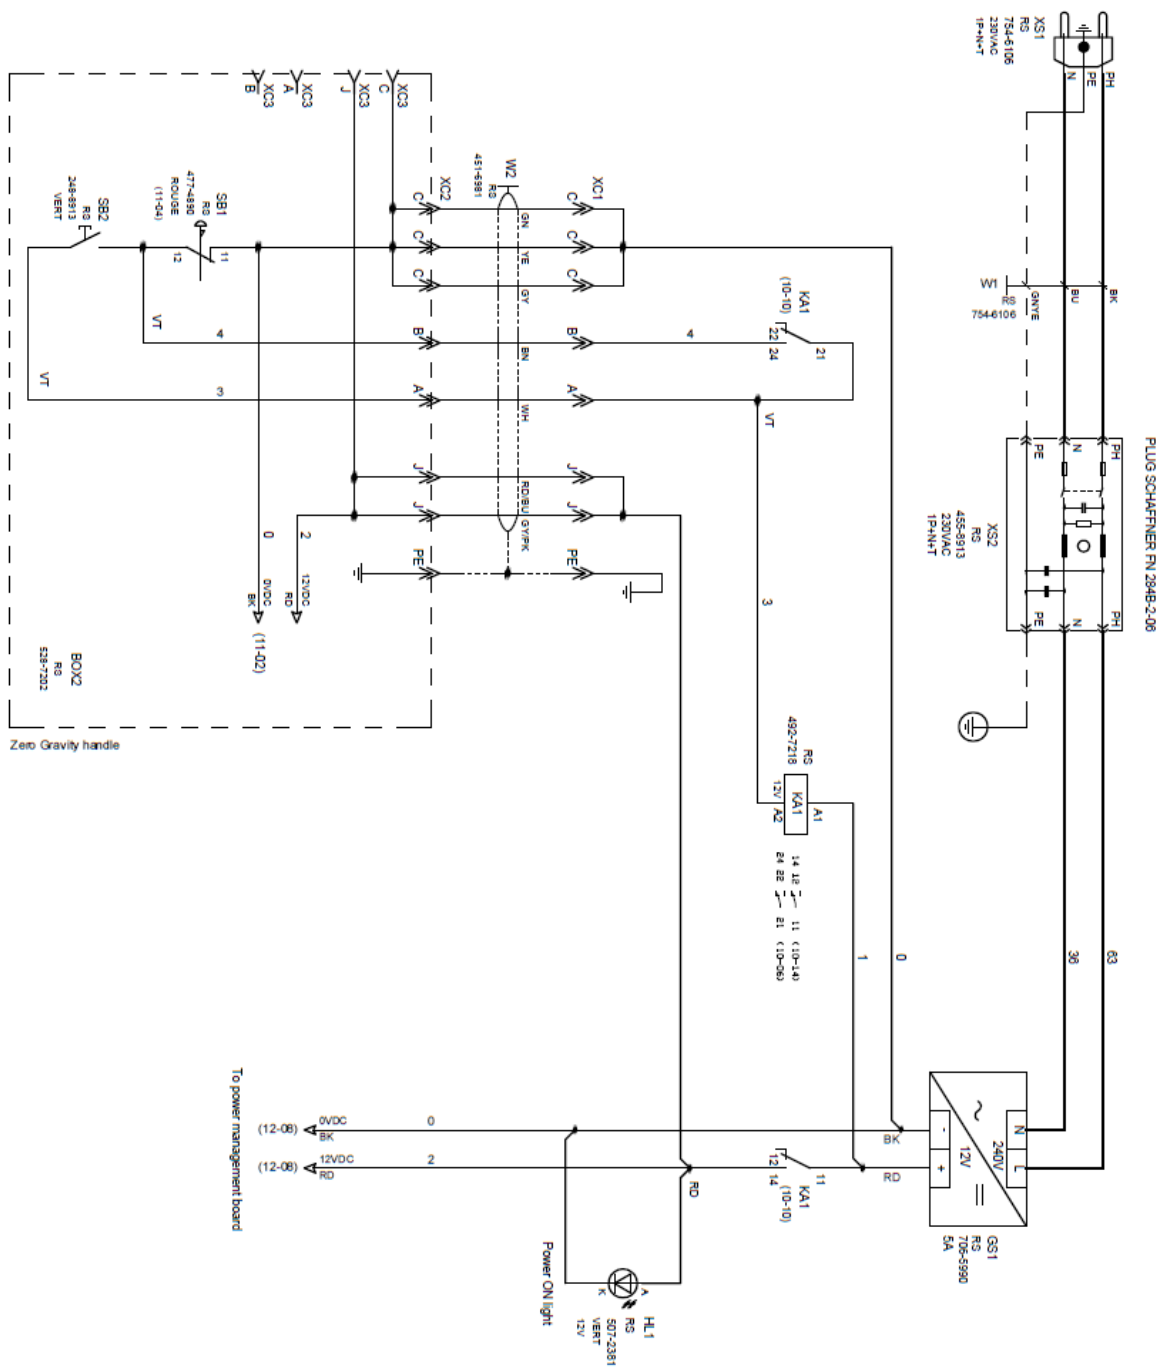 XS1
RS
754-6106
230VAC
1P+N+T
N
PE
PH
W1
RS
754-6106
GNYE
BU
BK
PLUG SCHAFFNER FN 284B-2-06
PE
N
PH
XS2
RS
455-8913
230VAC
1P+N+T
PE
N
PH
36
63
B
XC3
A
XC3
J
C
XC3
SB2
RS
248-8913
VERT
SB1
RS
477-4890
ROUGE
(11-04)
12
11
XC2
W2
RS
451-6981
XC1
C
GN
C
C
YE
C
C
GY
C
VT
4
B
BN
B
4
KA1
(10-10)
22
24
21
VT
3
A
WH
A
VT
J
RD/BU
J
J
GY/PK
J
PE
PE
0
2
0VDC
BK
12VDC
RD
(11-02)
BOX2
RS
528-7202
Zero Gravity handle
3
RS
492-7218
12V
KA1
A2
A1
14 12 11 (10-14)
24 22 21 (10-06)
1
0
To power management board
(12-08)
0VDC
BK
0
BK
(12-08)
12VDC
RD
2
RD
12
14
11
KA1
(10-10)
RD
N
240V
L
-
12V
+
GS1
RS
706-5990
5A
Power ON light
K
A
HL1
RS
507-2381
VERT
12V